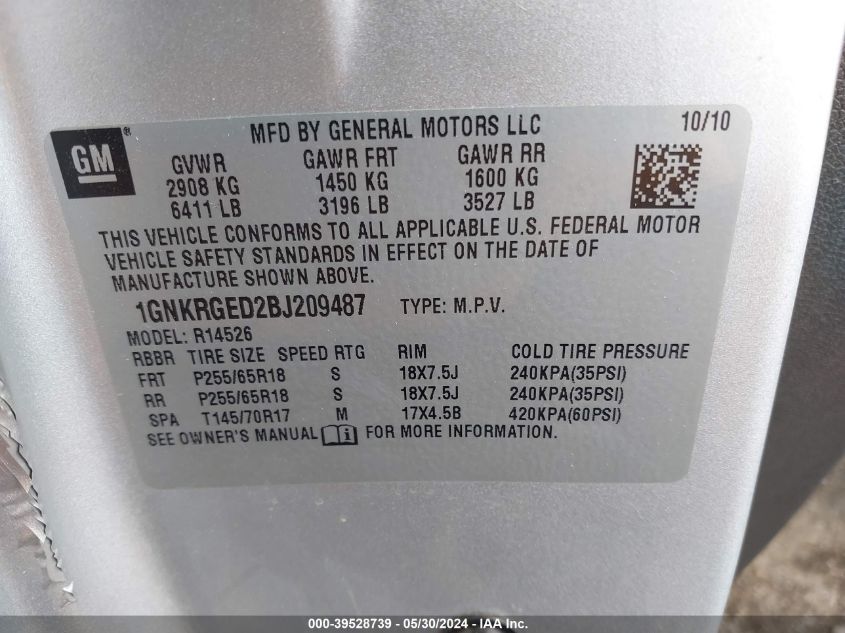 MFD BY GENERAL MOTORS LLC 10/10
GM®
GVWR GAWR FRT GAWR RR
2908 KG 1450 KG 1600 KG
6411 LB 3196 LB 3527 LB
THIS VEHICLE CONFORMS TO ALL APPLICABLE U.S. FEDERAL MOTOR
VEHICLE SAFETY STANDARDS IN EFFECT ON THE DATE OF
MANUFACTURE SHOWN ABOVE.
1GNKRGED2BJ209487 TYPE: M.P.V.
MODEL: R14526
RBBR TIRE SIZE SPEED RTG RIM COLD TIRE PRESSURE
FRT P255/65R18 S 18X7.5J 240KPA(35PSI)
RR P255/65R18 S 18X7.5J 240KPA(35PSI)
SPA T145/70R17 M 17X4.5B 420KPA(60PSI)
SEE OWNER'S MANUAL FOR MORE INFORMATION.
000-39528739 - 05/30/2024 - IAA Inc.